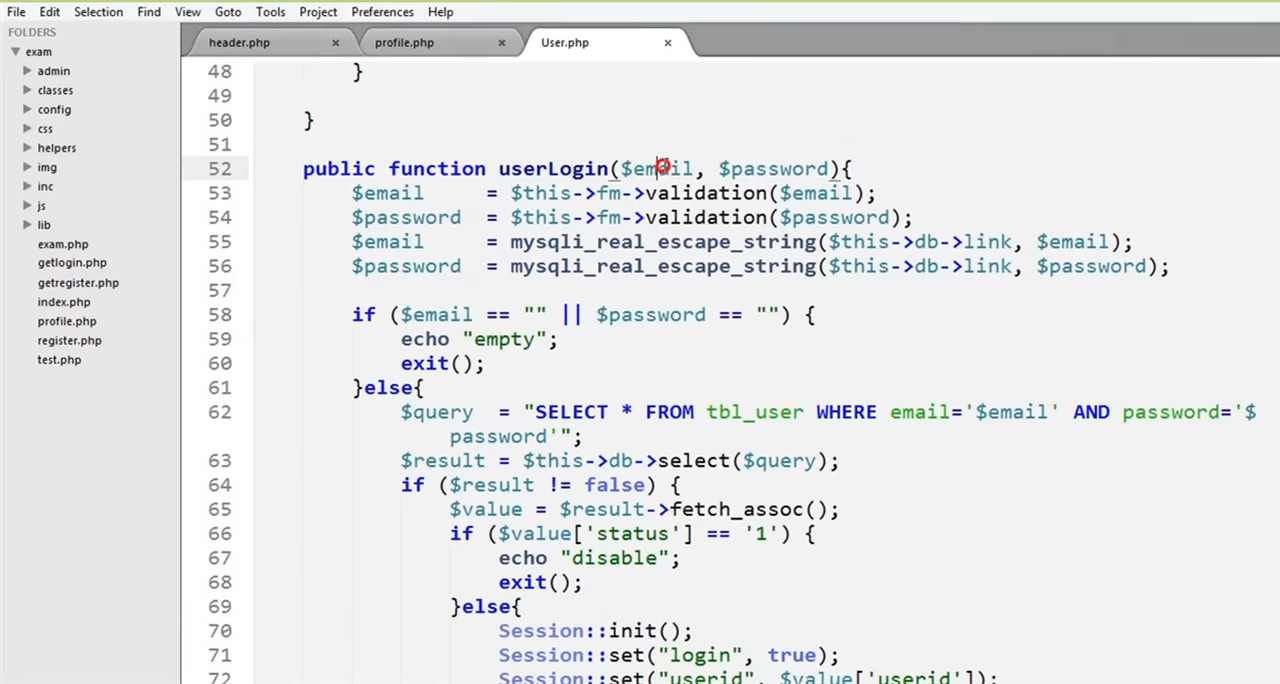 File Edit Selection Find View Goto Tools Project Preferences Help
FOLDERS
exam
admin
classes
config
css
helpers
img
inc
js
lib
exam.php
getlogin.php
getregister.php
index.php
profile.php
register.php
test.php
header.php × profile.php × User.php ×
48 }
49
50 }
51
52 public function userLogin($email, $password){
53 $email = $this->fm->validation($email);
54 $password = $this->fm->validation($password);
55 $email = mysqli_real_escape_string($this->db->link, $email);
56 $password = mysqli_real_escape_string($this->db->link, $password);
57
58 if ($email == "" || $password == "") {
59 echo "empty";
60 exit();
61 }else{
62 $query = "SELECT * FROM tbl_user WHERE email='$email' AND password='$
password'";
63 $result = $this->db->select($query);
64 if ($result != false) {
65 $value = $result->fetch_assoc();
66 if ($value['status'] == '1') {
67 echo "disable";
68 exit();
69 }else{
70 Session::init();
71 Session::set("login", true);
72 Session::set("userid", $value['userid']);